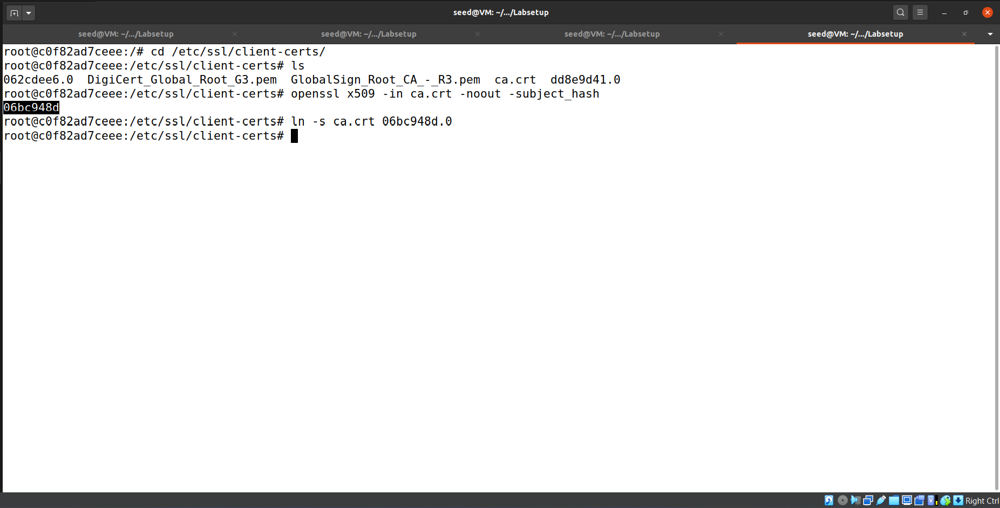 seed@VM: ~/.../Labsetup
seed@VM: ~/.../Labsetup seed@VM: ~/.../Labsetup seed@VM: ~/.../Labsetup seed@VM: ~/.../Labsetup
root@c0f82ad7ceee:/# cd /etc/ssl/client-certs/
root@c0f82ad7ceee:/etc/ssl/client-certs# ls
062cdee6.0  DigiCert_Global_Root_G3.pem  GlobalSign_Root_CA_-_R3.pem  ca.crt  dd8e9d41.0
root@c0f82ad7ceee:/etc/ssl/client-certs# openssl x509 -in ca.crt -noout -subject_hash
06bc948d
root@c0f82ad7ceee:/etc/ssl/client-certs# ln -s ca.crt 06bc948d.0
root@c0f82ad7ceee:/etc/ssl/client-certs#
Right Ctrl